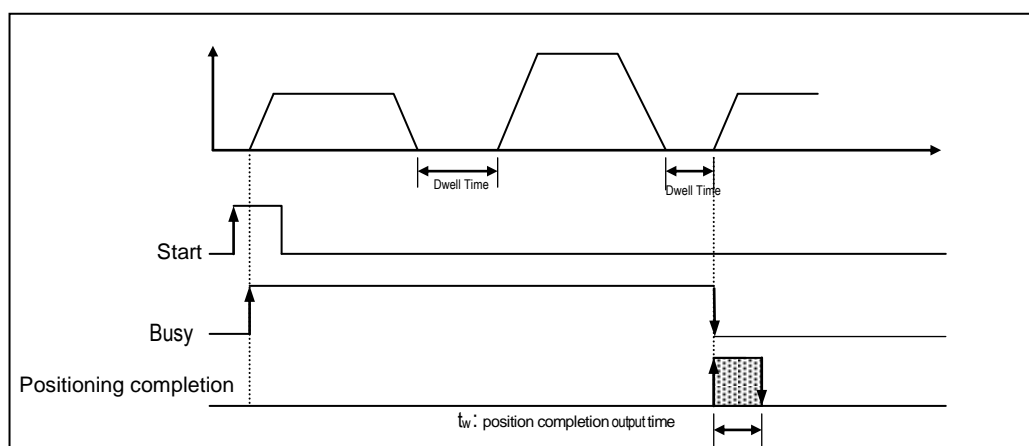 Dwell Time
Dwell Time
Start
Busy
Positioning completion
tw: position completion output time